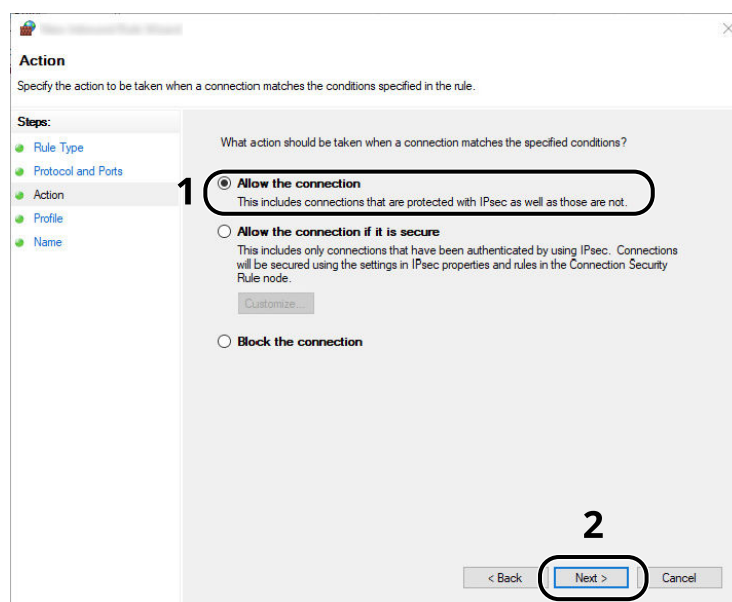 Action
Specify the action to be taken when a connection matches the conditions specified in the rule.
Steps:
Rule Type
Protocol and Ports
Action
Profile
Name
What action should be taken when a connection matches the specified conditions?
1
Allow the connection
This includes connections that are protected with IPsec as well as those are not.
Allow the connection if it is secure
This includes only connections that have been authenticated by using IPsec. Connections
will be secured using the settings in IPsec properties and rules in the Connection Security
Rule node.
Customize...
Block the connection
2
< Back
Next >
Cancel